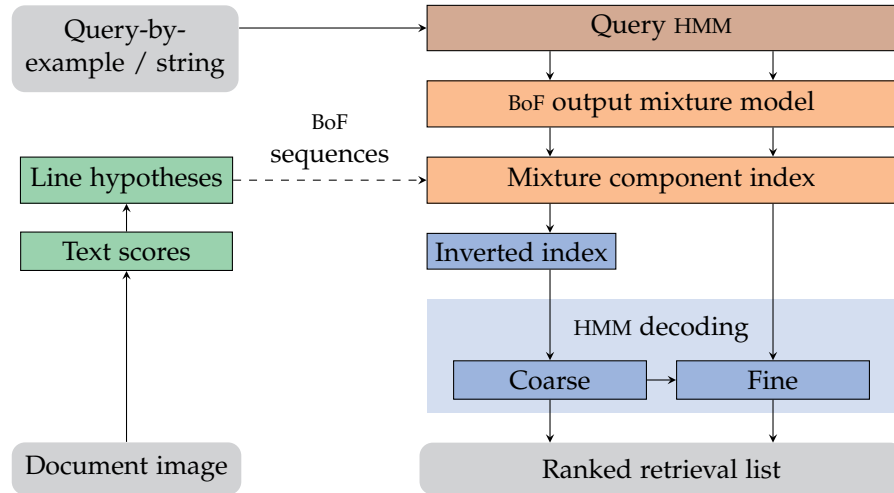 Query-by-
example / string
Query HMM
BoF output mixture model
BoF
sequences
Line hypotheses
Mixture component index
Text scores
Inverted index
HMM decoding
Coarse
Fine
Document image
Ranked retrieval list